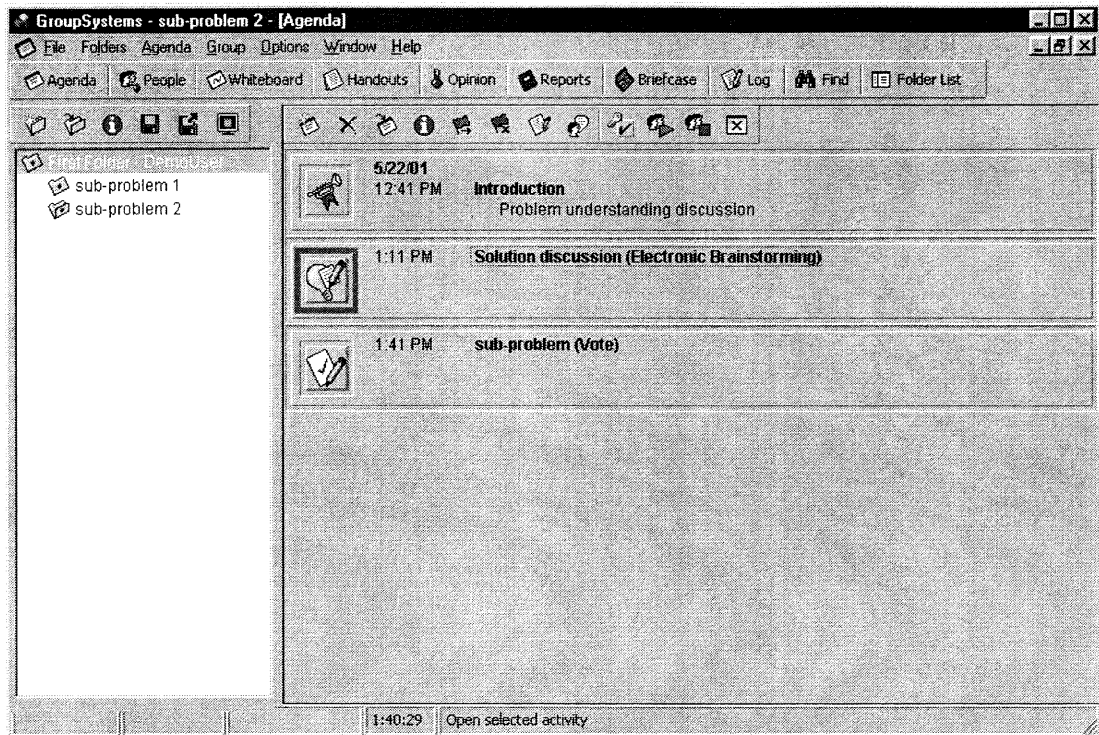 GroupSystems - sub-problem 2 - [Agenda]
File Folders Agenda Group Options Window Help
Agenda People Whiteboard Handouts Opinion Reports Briefcase Log Find Folder List
First Folder - DemoUser
sub-problem 1
sub-problem 2
5/22/01
12:41 PM Introduction
Problem understanding discussion
1:11 PM Solution discussion (Electronic Brainstorming)
1:41 PM sub-problem (Vote)
1:40:29 Open selected activity